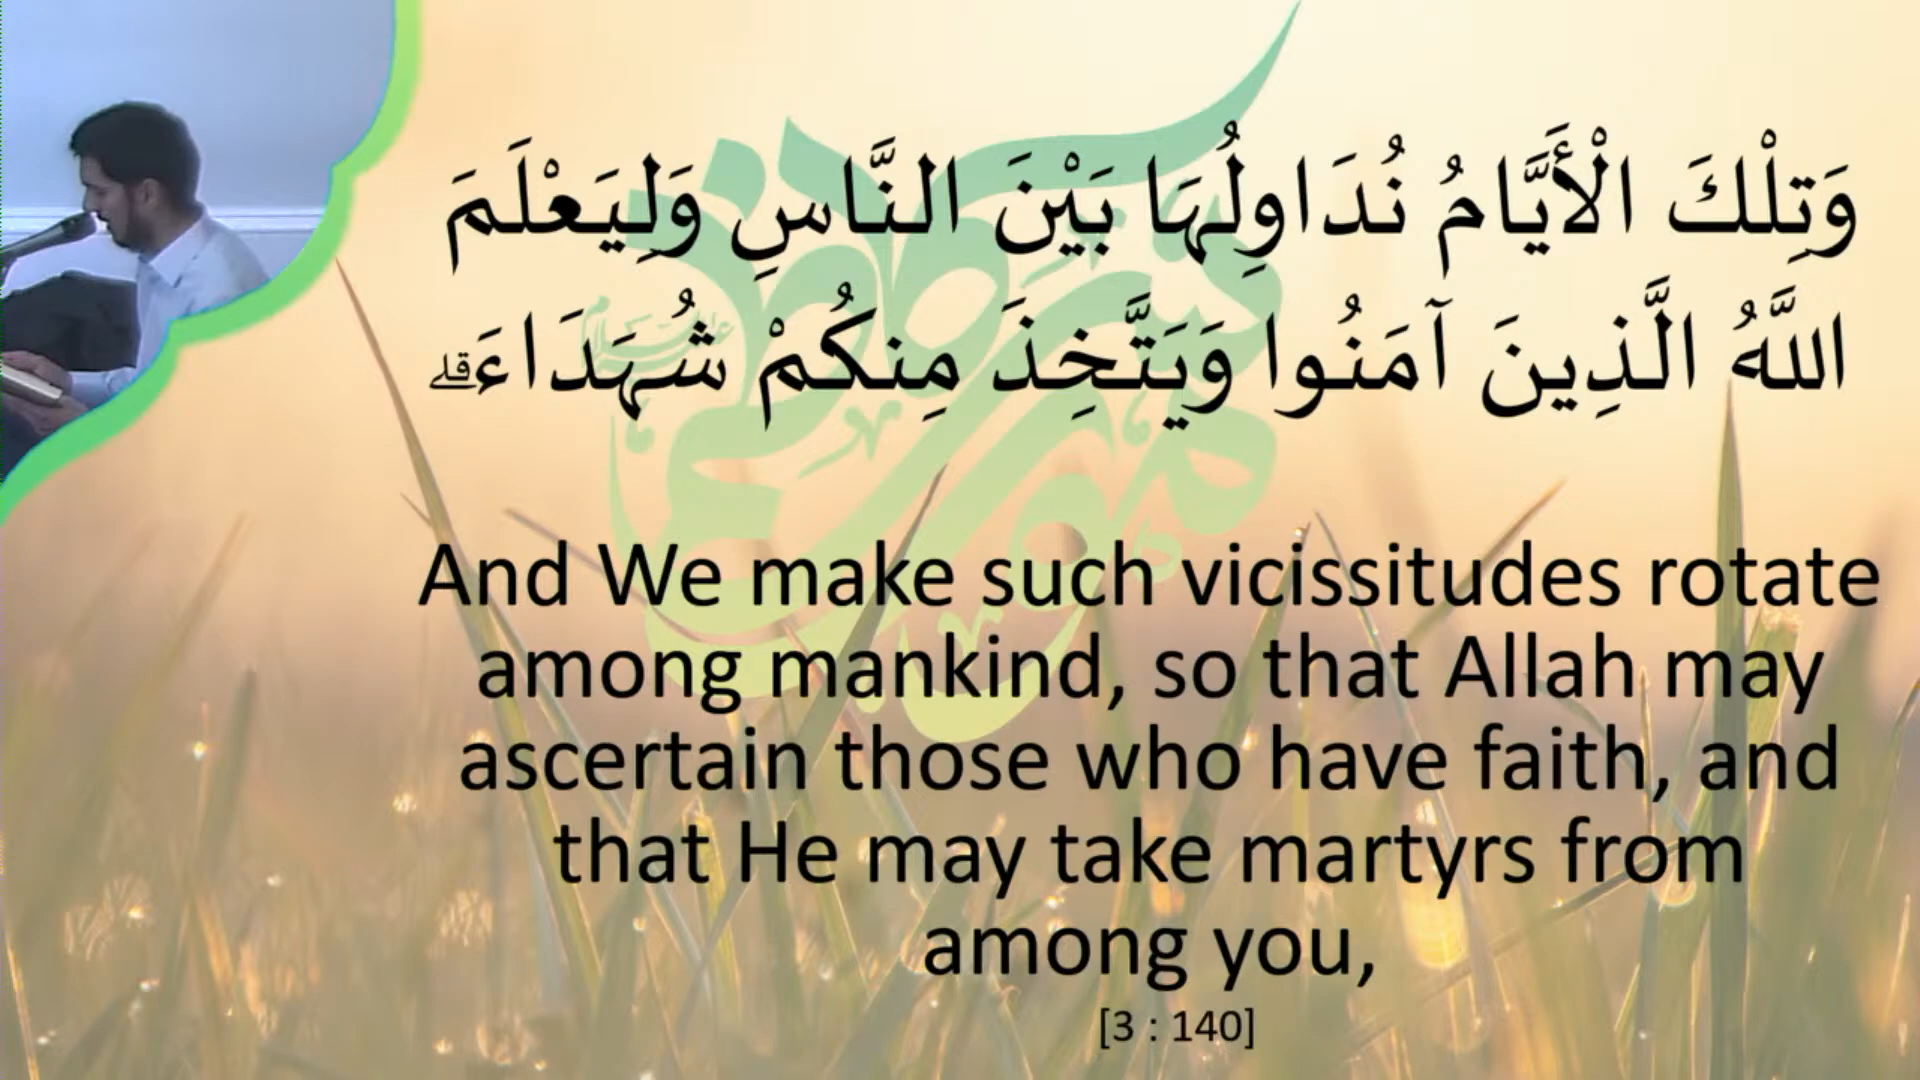 وَتِلْكَ الْأَيَّامُ نُدَاوِلُهَا بَيْنَ النَّاسِ وَلِيَعْلَمَ
اللَّهُ الَّذِينَ آمَنُوا وَيَتَّخِذَ مِنكُمْ شُهَدَاءَ ۗ
And We make such vicissitudes rotate
among mankind, so that Allah may
ascertain those who have faith, and
that He may take martyrs from
among you,
[3 : 140]